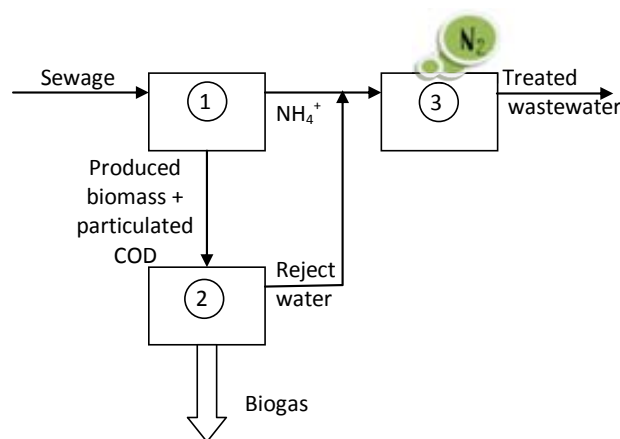 Sewage
1
NH₄⁺
N₂
3
Treated
wastewater
Produced
biomass +
particulated
COD
2
Reject
water
Biogas